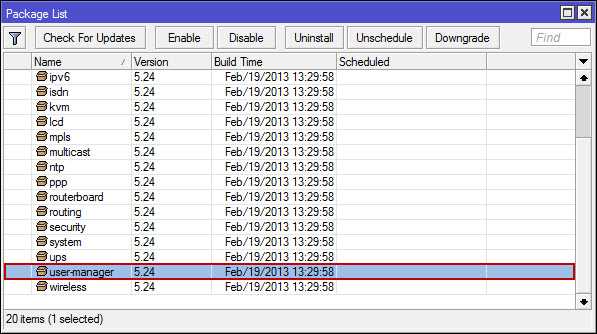 Package List
Check For Updates Enable Disable Uninstall Unschedule Downgrade Find
Name / Version Build Time Scheduled
ipv6 5.24 Feb/19/2013 13:29:58
isdn 5.24 Feb/19/2013 13:29:58
kvm 5.24 Feb/19/2013 13:29:58
lcd 5.24 Feb/19/2013 13:29:58
mpls 5.24 Feb/19/2013 13:29:58
multicast 5.24 Feb/19/2013 13:29:58
ntp 5.24 Feb/19/2013 13:29:58
ppp 5.24 Feb/19/2013 13:29:58
routerboard 5.24 Feb/19/2013 13:29:58
routing 5.24 Feb/19/2013 13:29:58
security 5.24 Feb/19/2013 13:29:58
system 5.24 Feb/19/2013 13:29:58
ups 5.24 Feb/19/2013 13:29:58
user-manager 5.24 Feb/19/2013 13:29:58
wireless 5.24 Feb/19/2013 13:29:58
20 items (1 selected)